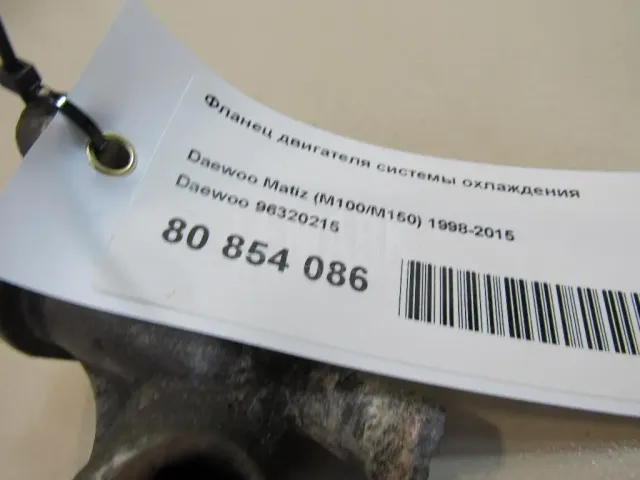 Фланец двигателя системы охлаждения
Daewoo Matiz (M100/M150) 1998-2015
Daewoo 96320215
80 854 086